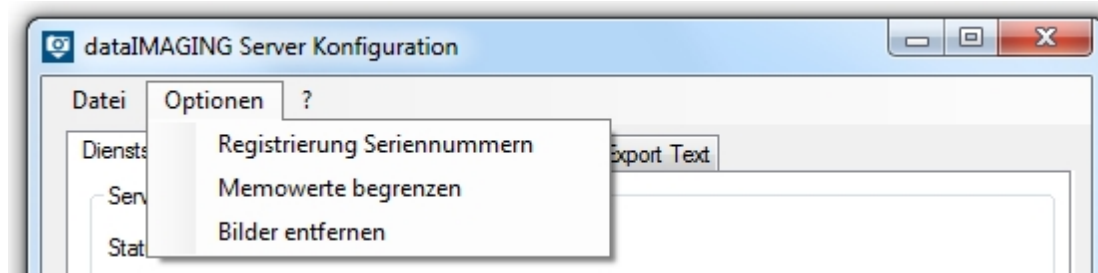 dataIMAGING Server Konfiguration
Datei Optionen ?
Registrierung Seriennummern
Export Text
Memowerte begrenzen
Bilder entfernen